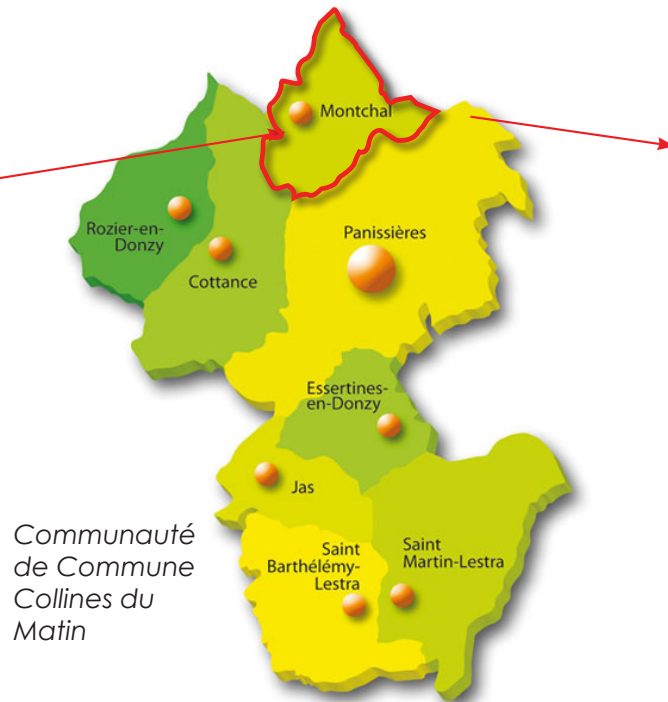 Montchal
Rozier-en-
Donzy
Panissières
Cottance
Essertines-
en-Donzy
Jas
Communauté
de Commune
Collines du
Matin
Saint
Barthélémy-
Lestra
Saint
Martin-Lestra